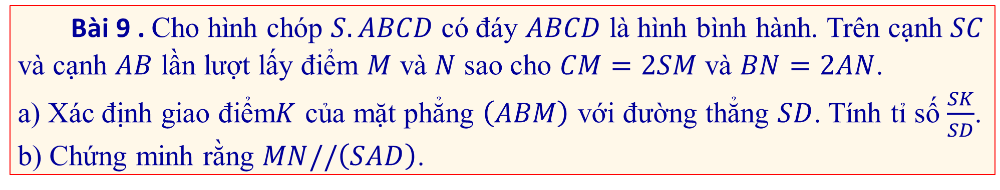 Bài 9 . Cho hình chóp S. ABCD có đáy ABCD là hình bình hành. Trên cạnh SC
và cạnh AB lần lượt lấy điểm M và N sao cho CM = 2SM và BN = 2AN.
a) Xác định giao điểmK của mặt phẳng (ABM) với đường thẳng SD. Tính tỉ số SK/SD.
b) Chứng minh rằng MN//(SAD).